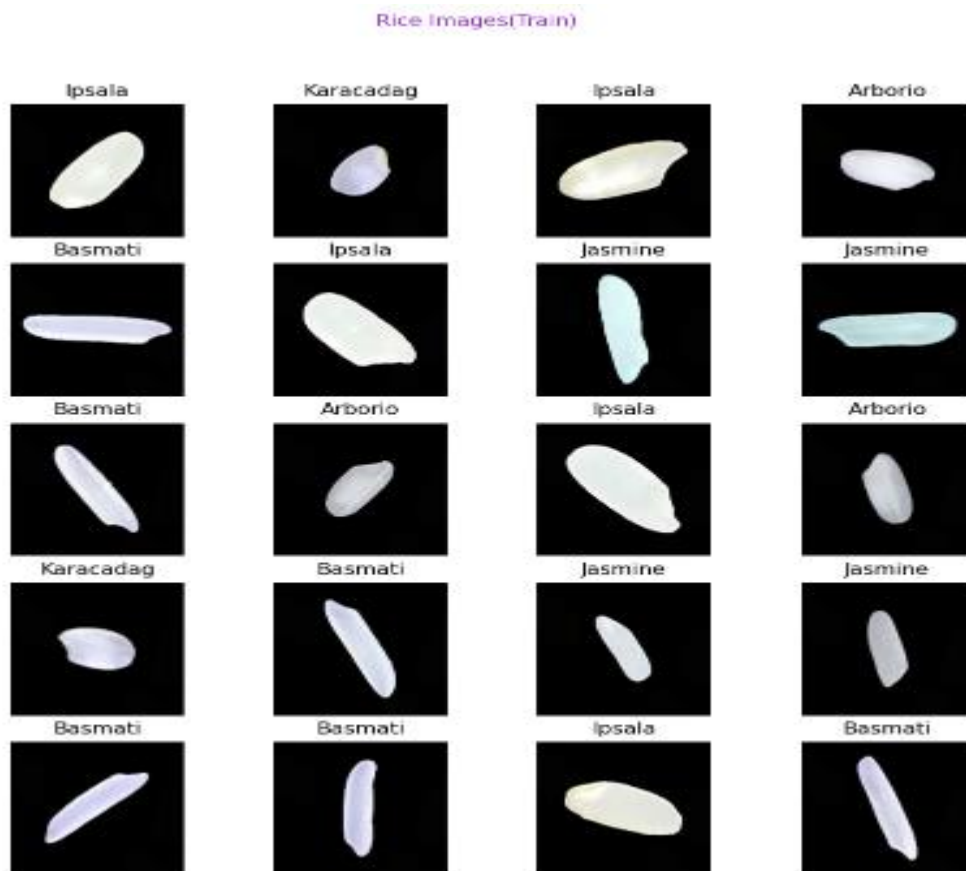 Rice Images(Train)
Ipsala Karacadag Ipsala Arborio
Basmati Ipsala Jasmine Jasmine
Basmati Arborio Ipsala Arborio
Karacadag Basmati Jasmine Jasmine
Basmati Basmati Ipsala Basmati